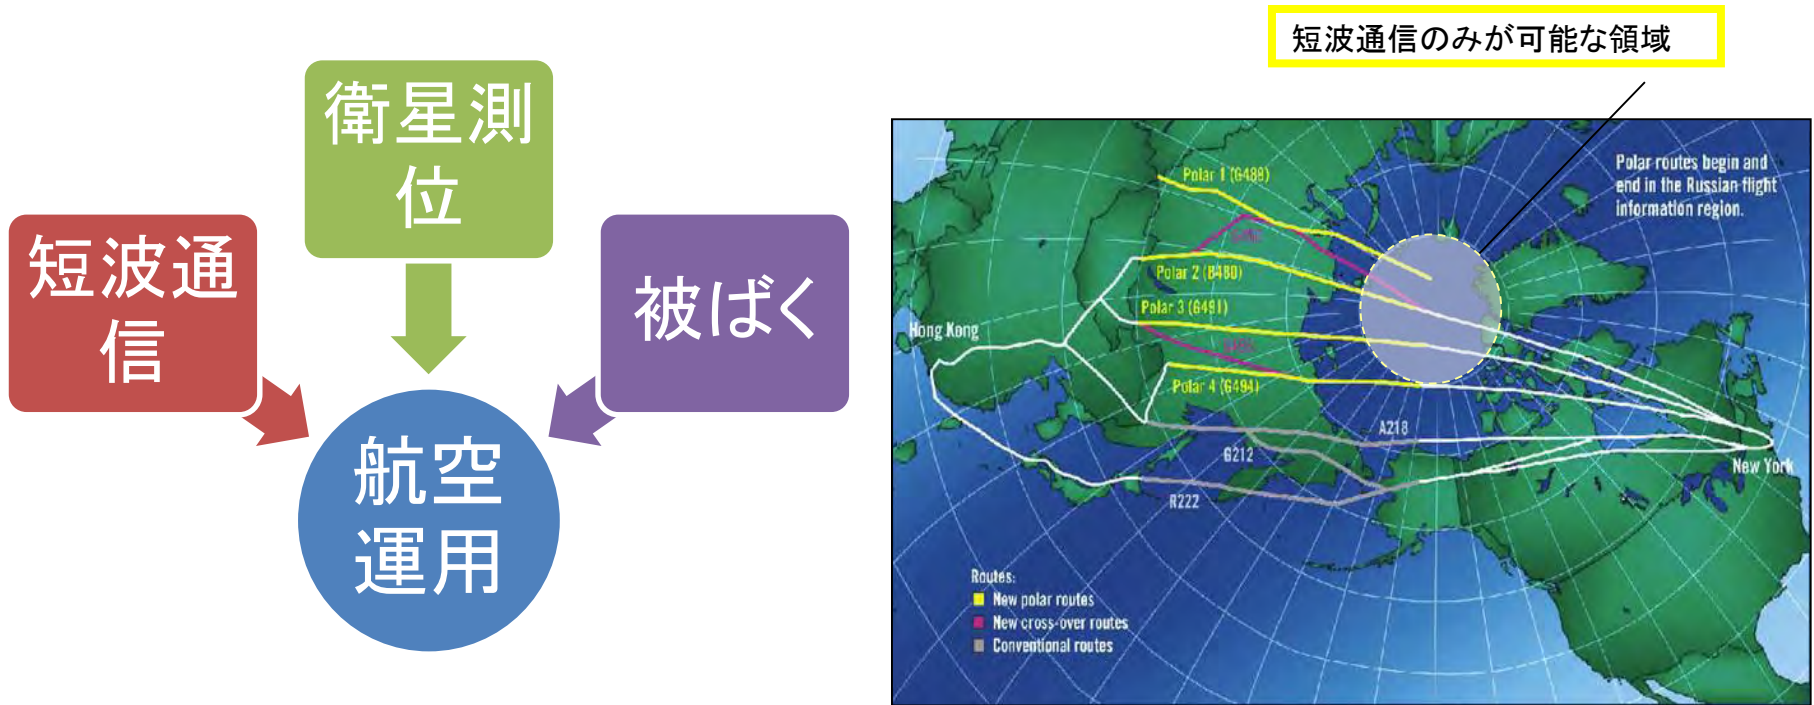 衛星測
位
短波通
信
被ばく
航空
運用
短波通信のみが可能な領域
Polar routes begin and
end in the Russian flight
information region.
Polar 1 (G488)
Polar 2 (B480)
Polar 3 (G491)
Polar 4 (G494)
Hong Kong
A218
G212
R222
New York
Routes:
New polar routes
New cross-over routes
Conventional routes